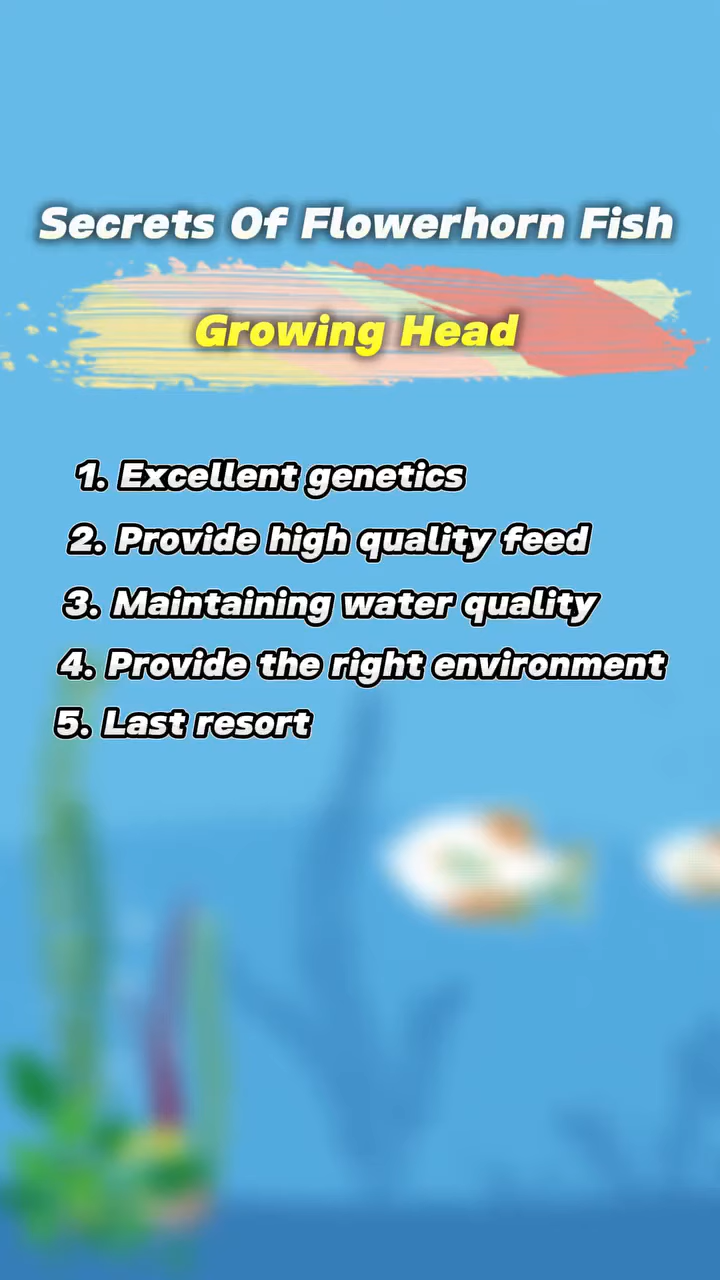 Secrets Of Flowerhorn Fish
Growing Head
1. Excellent genetics
2. Provide high quality feed
3. Maintaining water quality
4. Provide the right environment
5. Last resort